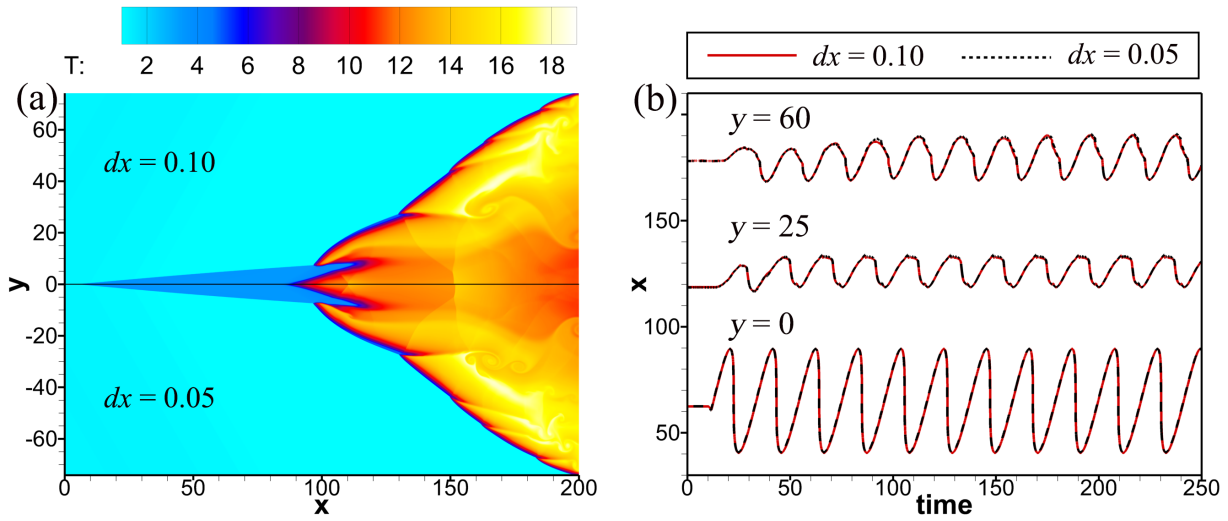 T: 2 4 6 8 10 12 14 16 18
(a)
dx = 0.10
60
40
20
0
-20
-40
-60
y
dx = 0.05
0 50 100 150 200
x
dx = 0.10 dx = 0.05
(b)
y = 60
150
y = 25
x
100
y = 0
50
0 50 100 150 200 250
time